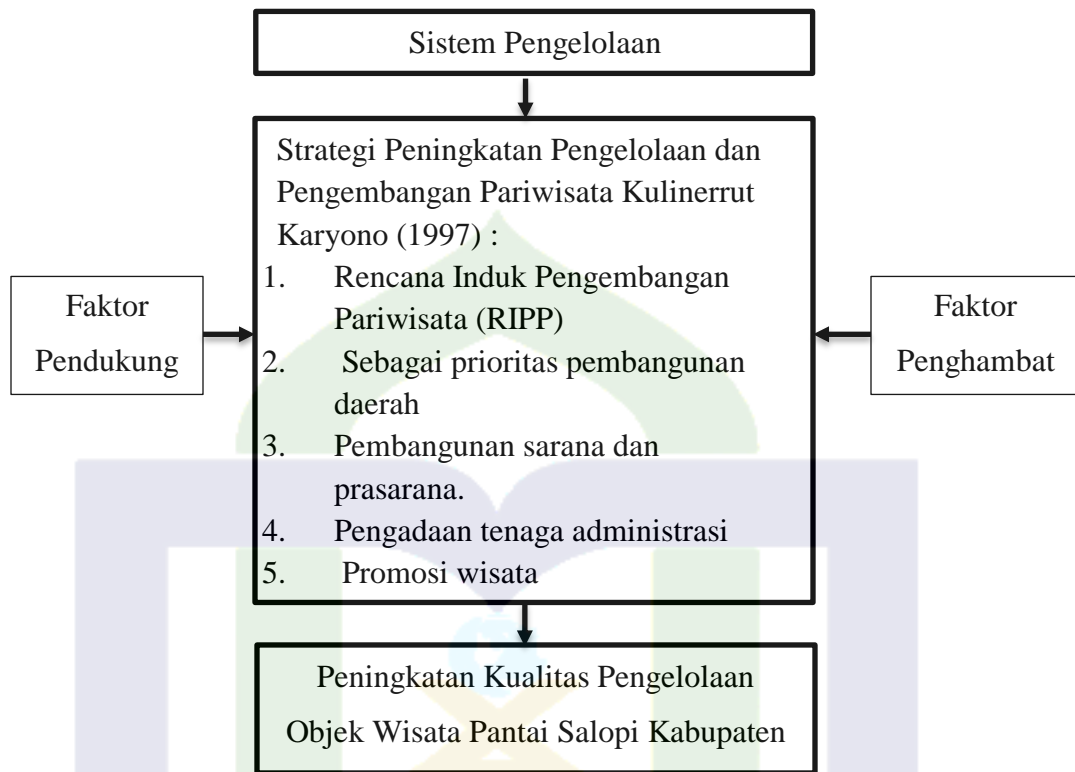 Sistem Pengelolaan
Strategi Peningkatan Pengelolaan dan
Pengembangan Pariwisata Kulinerrut
Karyono (1997) :
1. Rencana Induk Pengembangan
Pariwisata (RIPP)
2. Sebagai prioritas pembangunan
daerah
3. Pembangunan sarana dan
prasarana.
4. Pengadaan tenaga administrasi
5. Promosi wisata
Faktor
Pendukung
Faktor
Penghambat
Peningkatan Kualitas Pengelolaan
Objek Wisata Pantai Salopi Kabupaten